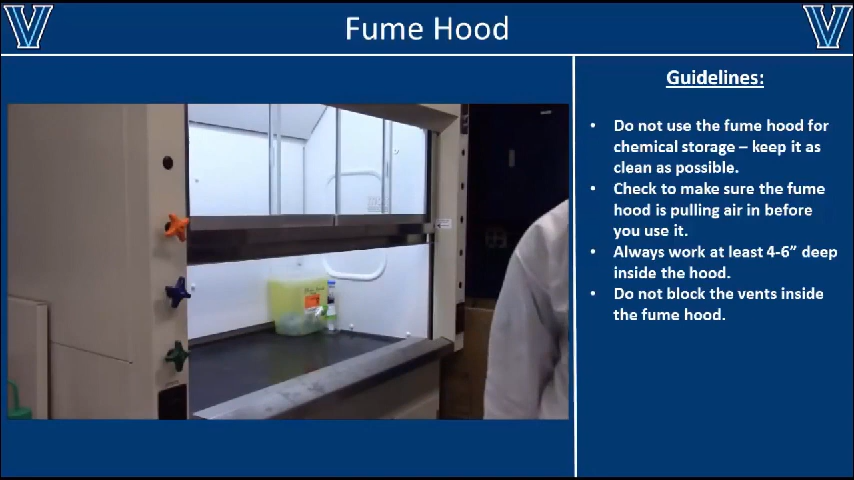 Fume Hood
Guidelines:
• Do not use the fume hood for
chemical storage – keep it as
clean as possible.
• Check to make sure the fume
hood is pulling air in before
you use it.
• Always work at least 4-6” deep
inside the hood.
• Do not block the vents inside
the fume hood.